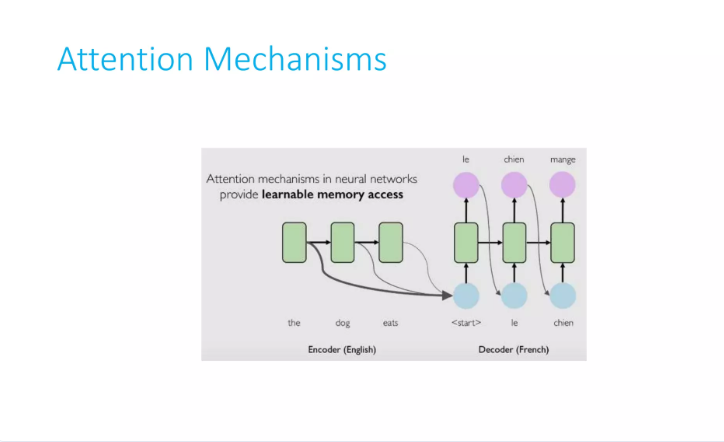 Attention Mechanisms
Attention mechanisms in neural networks
provide learnable memory access
le chien mange
the dog eats <start> le chien
Encoder (English) Decoder (French)